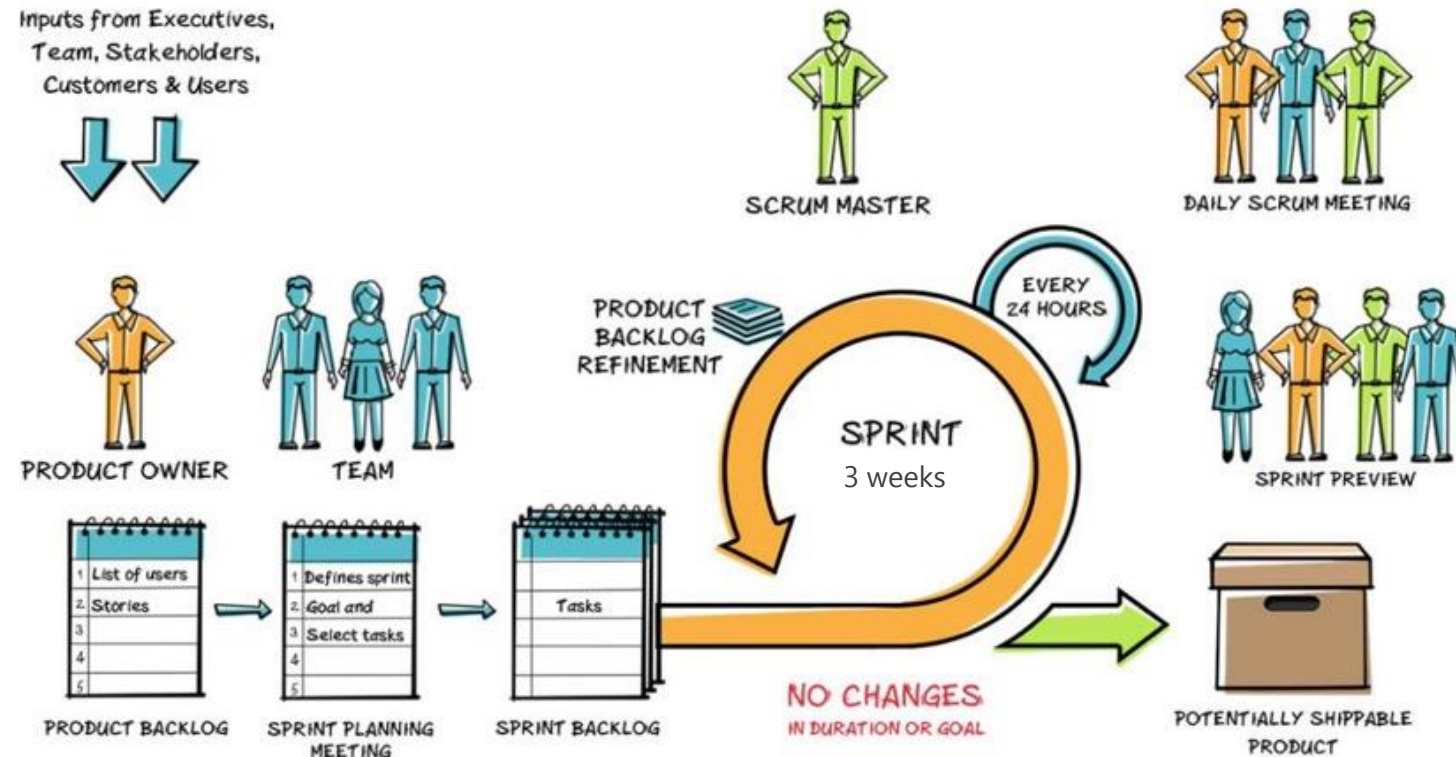 Inputs from Executives,
Team, Stakeholders,
Customers & Users
SCRUM MASTER
DAILY SCRUM MEETING
PRODUCT OWNER
TEAM
PRODUCT
BACKLOG
REFINEMENT
EVERY
24 HOURS
SPRINT
3 weeks
SPRINT PREVIEW
1 List of users
2 Stories
3
4
5
PRODUCT BACKLOG
1 Defines sprint
2 Goal and
3 Select tasks
4
5
SPRINT PLANNING
MEETING
Tasks
SPRINT BACKLOG
NO CHANGES
IN DURATION OR GOAL
POTENTIALLY SHIPPABLE
PRODUCT